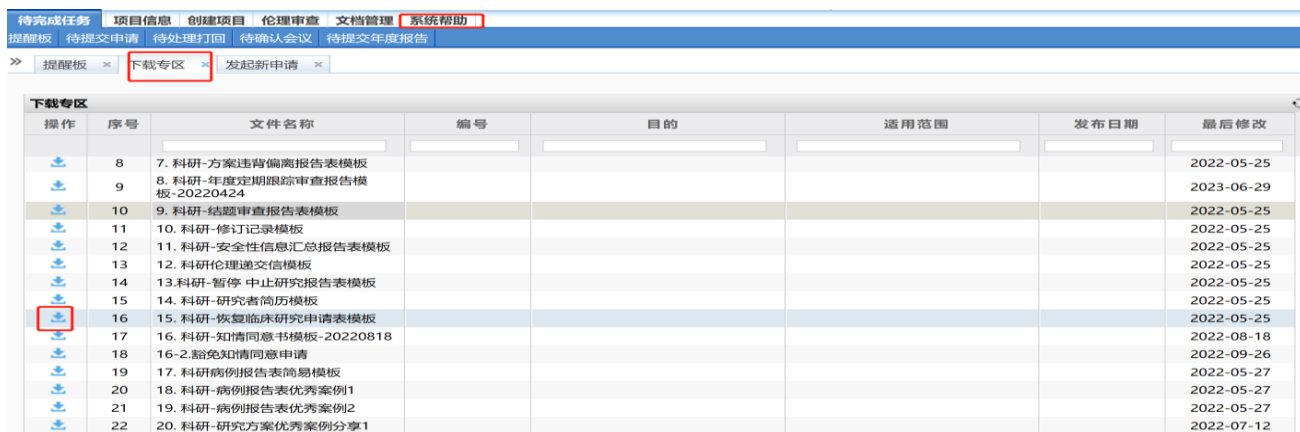 待完成任务 项目信息 创建项目 伦理审查 文档管理 系统帮助
提醒板 待提交申请 待处理打回 待确认会议 待提交年度报告
» 提醒板 × 下载专区 × 发起新申请 ×
下载专区
操作 序号 文件名称 编号 目的 适用范围 发布日期 最后修改
8 7. 科研-方案违背偏离报告表模板 2022-05-25
9 8. 科研-年度定期跟踪审查报告模 2023-06-29
板-20220424
10 9. 科研-结题审查报告表模板 2022-05-25
11 10. 科研-修订记录模板 2022-05-25
12 11. 科研-安全性信息汇总报告表模板 2022-05-25
13 12. 科研伦理递交信模板 2022-05-25
14 13.科研-暂停 中止研究报告表模板 2022-05-25
15 14. 科研-研究者简历模板 2022-05-25
16 15. 科研-恢复临床研究申请表模板 2022-05-25
17 16. 科研-知情同意书模板-20220818 2022-08-18
18 16-2.豁免知情同意申请 2022-09-26
19 17. 科研病例报告表简易模板 2022-05-27
20 18. 科研-病例报告表优秀案例1 2022-05-27
21 19. 科研-病例报告表优秀案例2 2022-05-27
22 20. 科研-研究方案优秀案例分享1 2022-07-12